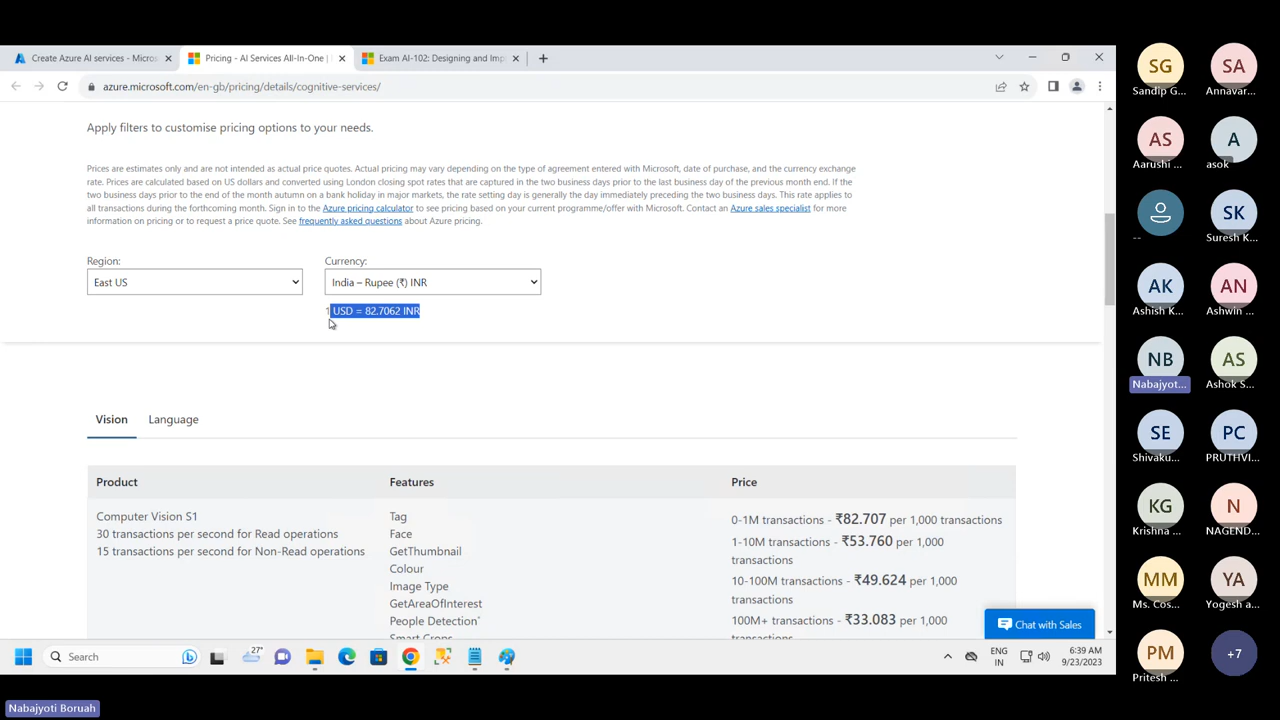 Create Azure AI services - Micros
Pricing - AI Services All-In-One |
Exam AI-102: Designing and Imp
azure.microsoft.com/en-gb/pricing/details/cognitive-services/
Apply filters to customise pricing options to your needs.
Prices are estimates only and are not intended as actual price quotes. Actual pricing may vary depending on the type of agreement entered with Microsoft, date of purchase, and the currency exchange
rate. Prices are calculated based on US dollars and converted using London closing spot rates that are captured in the two business days prior to the last business day of the previous month end. If the
two business days prior to the end of the month autumn on a bank holiday in major markets, the rate setting day is generally the day immediately preceding the two business days. This rate applies to
all transactions during the forthcoming month. Sign in to the Azure pricing calculator to see pricing based on your current programme/offer with Microsoft. Contact an Azure sales specialist for more
information on pricing or to request a price quote. See frequently asked questions about Azure pricing.
Region:
East US
Currency:
India – Rupee (₹) INR
1 USD = 82.7062 INR
Vision
Language
Product
Features
Price
Computer Vision S1
30 transactions per second for Read operations
15 transactions per second for Non-Read operations
Tag
Face
GetThumbnail
Colour
Image Type
GetAreaOfInterest
People Detection*
Smart Crops
0-1M transactions - ₹82.707 per 1,000 transactions
1-10M transactions - ₹53.760 per 1,000
transactions
10-100M transactions - ₹49.624 per 1,000
transactions
100M+ transactions - ₹33.083 per 1,000
transactions
Chat with Sales
Search
27°
ENG
IN
6:39 AM
9/23/2023
SG
Sandip G...
SA
Annavar...
AS
Aarushi ...
A
asok
--
SK
Suresh K...
AK
Ashish K...
AN
Ashwin ...
NB
Nabajyot...
AS
Ashok S...
SE
Shivaku...
PC
PRUTHVI...
KG
Krishna ...
N
NAGEND...
MM
Ms. Cos...
YA
Yogesh a...
PM
Pritesh ...
+7
Nabajyoti Boruah